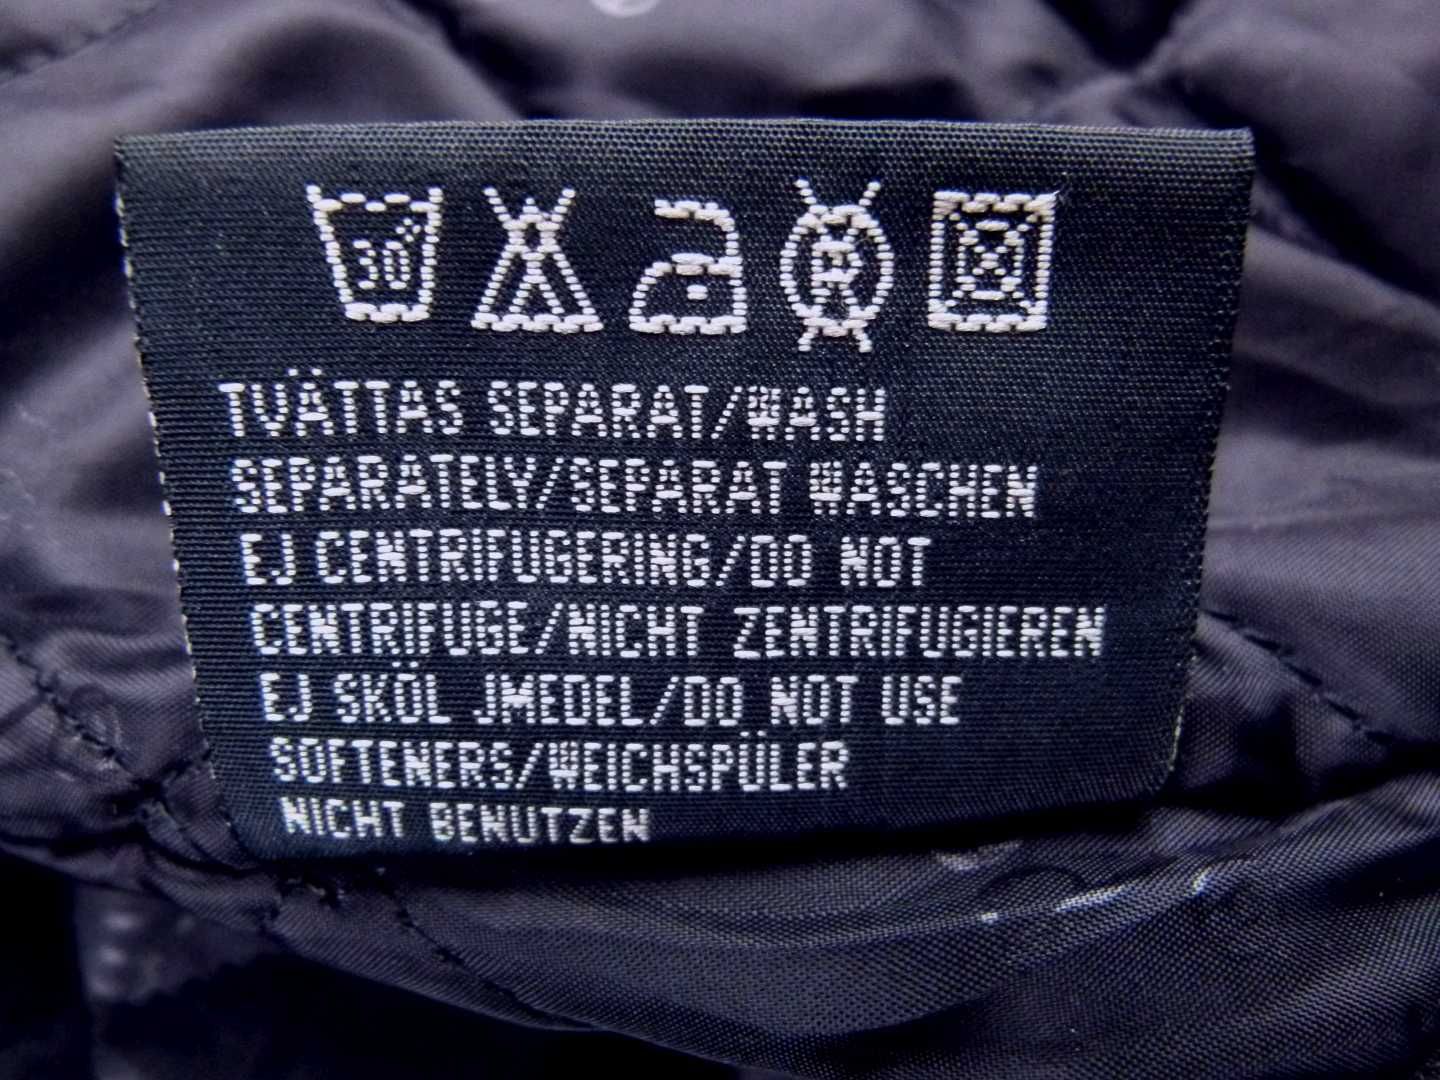 30°
TVÄTTAS SEPARAT/WASH
SEPARATELY/SEPARAT WASCHEN
EJ CENTRIFUGERING/DO NOT
CENTRIFUGE/NICHT ZENTRIFUGIEREN
EJ SKÖL JMEDEL/DO NOT USE
SOFTENERS/WEICHSPÜLER
NICHT BENUTZEN